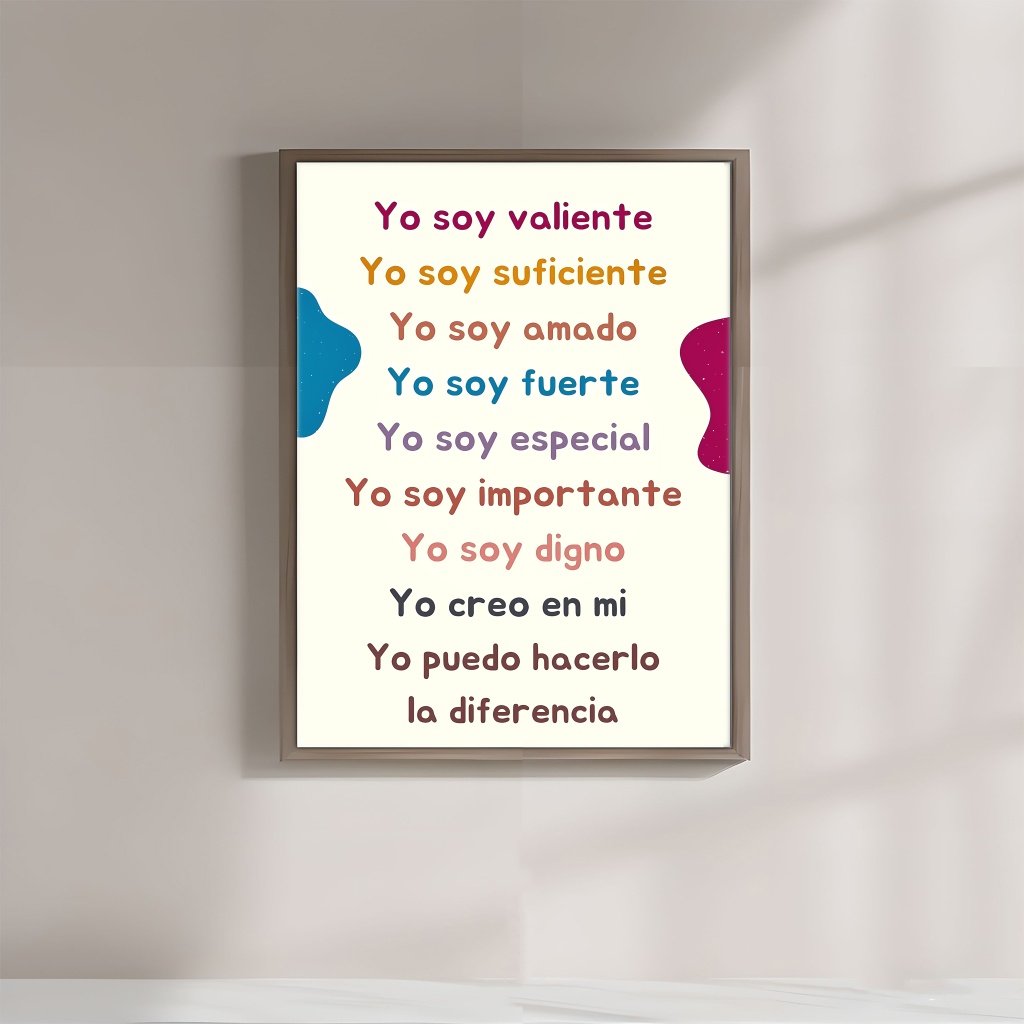 Yo soy valiente
Yo soy suficiente
Yo soy amado
Yo soy fuerte
Yo soy especial
Yo soy importante
Yo soy digno
Yo creo en mi
Yo puedo hacerlo
la diferencia